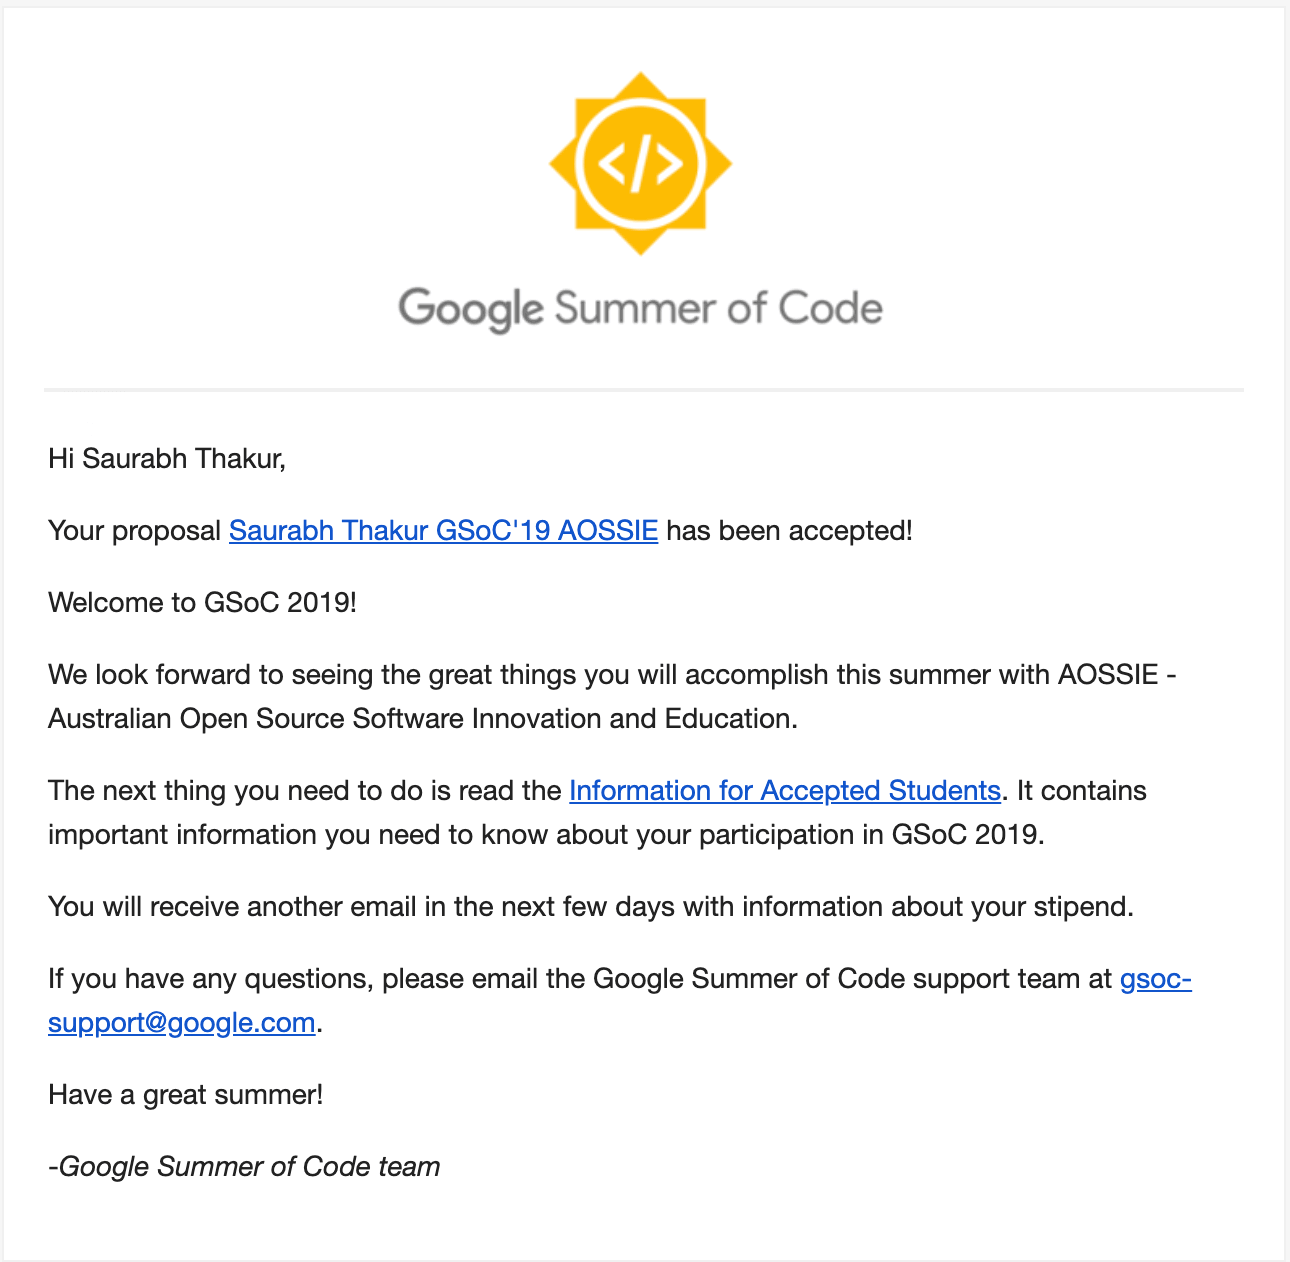 </>
Google Summer of Code
Hi Saurabh Thakur,
Your proposal Saurabh Thakur GSoC'19 AOSSIE has been accepted!
Welcome to GSoC 2019!
We look forward to seeing the great things you will accomplish this summer with AOSSIE -
Australian Open Source Software Innovation and Education.
The next thing you need to do is read the Information for Accepted Students. It contains
important information you need to know about your participation in GSoC 2019.
You will receive another email in the next few days with information about your stipend.
If you have any questions, please email the Google Summer of Code support team at gsoc-
support@google.com.
Have a great summer!
-Google Summer of Code team